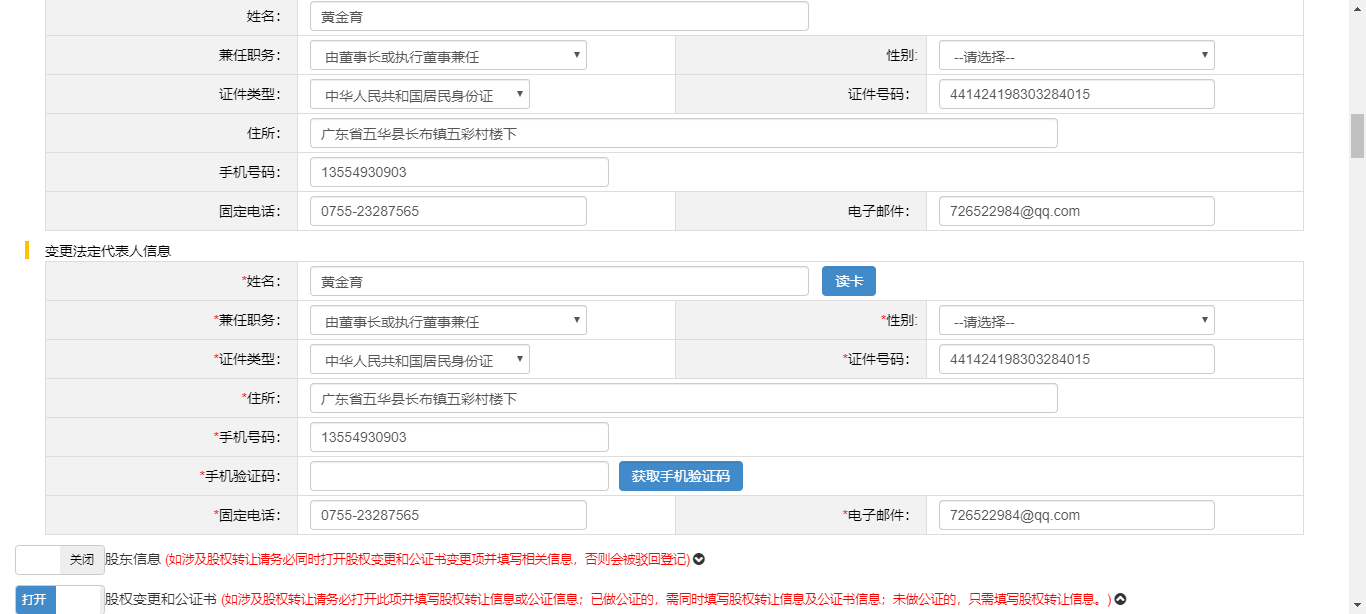 姓名： 黄金育
兼任职务： 由董事长或执行董事兼任 性别: --请选择--
证件类型： 中华人民共和国居民身份证 证件号码： 441424198303284015
住所： 广东省五华县长布镇五彩村楼下
手机号码： 13554930903
固定电话： 0755-23287565 电子邮件： 726522984@qq.com
变更法定代表人信息
*姓名： 黄金育 读卡
*兼任职务： 由董事长或执行董事兼任 *性别: --请选择--
*证件类型： 中华人民共和国居民身份证 *证件号码： 441424198303284015
*住所： 广东省五华县长布镇五彩村楼下
*手机号码： 13554930903
*手机验证码： 获取手机验证码
*固定电话： 0755-23287565 *电子邮件： 726522984@qq.com
关闭 股东信息 (如涉及股权转让请务必同时打开股权变更和公证书变更项并填写相关信息，否则会被驳回登记)
打开 股权变更和公证书 (如涉及股权转让请务必打开此项并填写股权转让信息或公证信息；已做公证的，需同时填写股权转让信息及公证书信息；未做公证的，只需填写股权转让信息。)